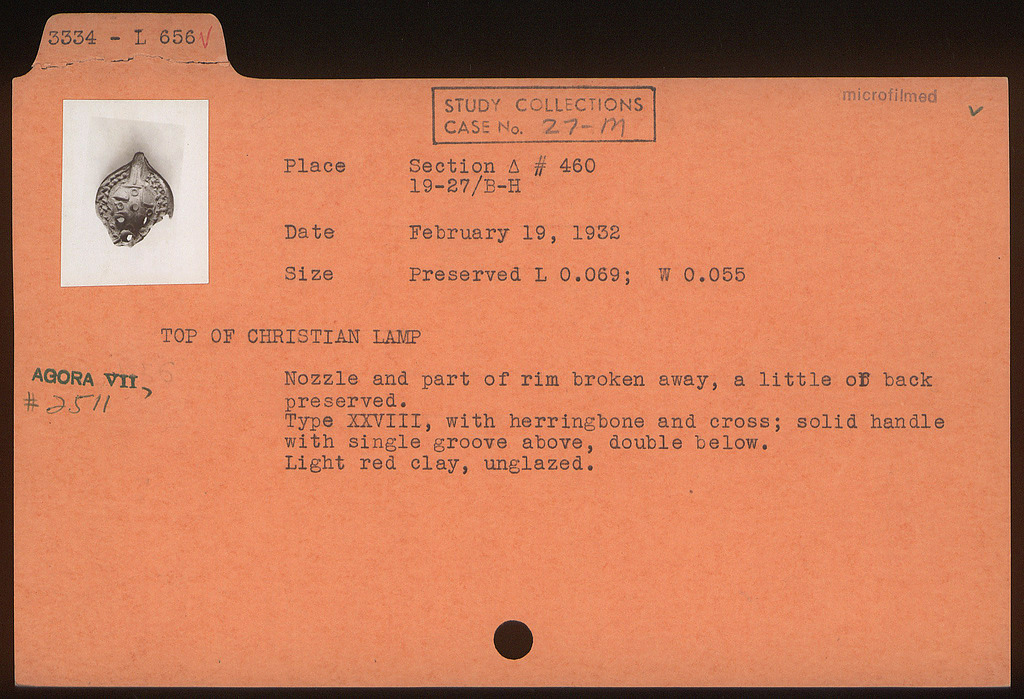 3334 - L 656 √
microfilmed
✓
STUDY COLLECTIONS
CASE No. 27-M
Place Section Δ # 460
19-27/B-H
Date February 19, 1932
Size Preserved L 0.069; W 0.055
TOP OF CHRISTIAN LAMP
AGORA VII,
# 2511
Nozzle and part of rim broken away, a little of back
preserved.
Type XXVIII, with herringbone and cross; solid handle
with single groove above, double below.
Light red clay, unglazed.